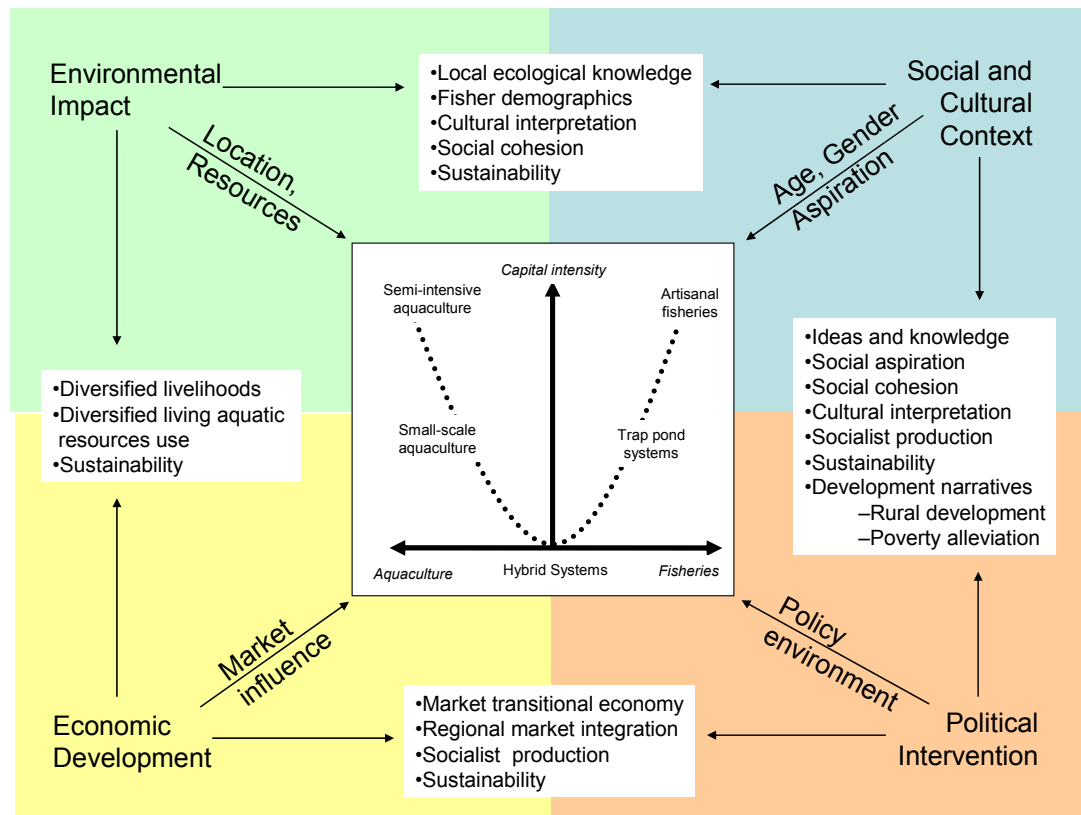 Environmental
Impact
•Local ecological knowledge
•Fisher demographics
•Cultural interpretation
•Social cohesion
•Sustainability
Social and
Cultural
Context
Location,
Resources
Age, Gender
Aspiration
Capital intensity
Semi-intensive
aquaculture
Artisanal
fisheries
Small-scale
aquaculture
Trap pond
systems
Aquaculture
Hybrid Systems
Fisheries
•Diversified livelihoods
•Diversified living aquatic
resources use
•Sustainability
•Ideas and knowledge
•Social aspiration
•Social cohesion
•Cultural interpretation
•Socialist production
•Sustainability
•Development narratives
–Rural development
–Poverty alleviation
Market
influence
Policy
environment
Economic
Development
•Market transitional economy
•Regional market integration
•Socialist production
•Sustainability
Political
Intervention